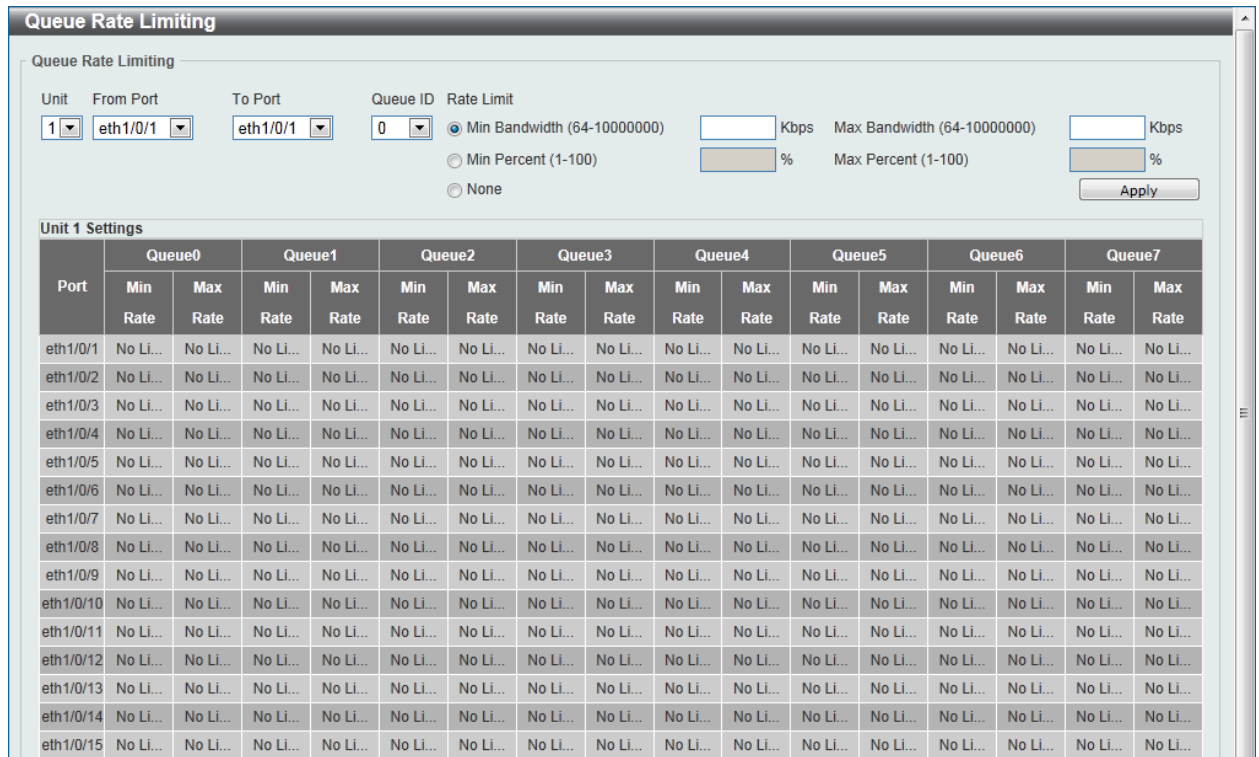 Queue Rate Limiting
Queue Rate Limiting
Unit From Port To Port Queue ID Rate Limit
1 eth1/0/1 eth1/0/1 0 Min Bandwidth (64-10000000) Kbps Max Bandwidth (64-10000000) Kbps
Min Percent (1-100) % Max Percent (1-100) %
None Apply
Unit 1 Settings
Port Queue0 Queue1 Queue2 Queue3 Queue4 Queue5 Queue6 Queue7
Min Rate Max Rate Min Rate Max Rate Min Rate Max Rate Min Rate Max Rate Min Rate Max Rate Min Rate Max Rate Min Rate Max Rate Min Rate Max Rate
eth1/0/1 No Li... No Li... No Li... No Li... No Li... No Li... No Li... No Li... No Li... No Li... No Li... No Li... No Li... No Li... No Li... No Li...
eth1/0/2 No Li... No Li... No Li... No Li... No Li... No Li... No Li... No Li... No Li... No Li... No Li... No Li... No Li... No Li... No Li... No Li...
eth1/0/3 No Li... No Li... No Li... No Li... No Li... No Li... No Li... No Li... No Li... No Li... No Li... No Li... No Li... No Li... No Li... No Li...
eth1/0/4 No Li... No Li... No Li... No Li... No Li... No Li... No Li... No Li... No Li... No Li... No Li... No Li... No Li... No Li... No Li... No Li...
eth1/0/5 No Li... No Li... No Li... No Li... No Li... No Li... No Li... No Li... No Li... No Li... No Li... No Li... No Li... No Li... No Li... No Li...
eth1/0/6 No Li... No Li... No Li... No Li... No Li... No Li... No Li... No Li... No Li... No Li... No Li... No Li... No Li... No Li... No Li... No Li...
eth1/0/7 No Li... No Li... No Li... No Li... No Li... No Li... No Li... No Li... No Li... No Li... No Li... No Li... No Li... No Li... No Li... No Li...
eth1/0/8 No Li... No Li... No Li... No Li... No Li... No Li... No Li... No Li... No Li... No Li... No Li... No Li... No Li... No Li... No Li... No Li...
eth1/0/9 No Li... No Li... No Li... No Li... No Li... No Li... No Li... No Li... No Li... No Li... No Li... No Li... No Li... No Li... No Li... No Li...
eth1/0/10 No Li... No Li... No Li... No Li... No Li... No Li... No Li... No Li... No Li... No Li... No Li... No Li... No Li... No Li... No Li... No Li...
eth1/0/11 No Li... No Li... No Li... No Li... No Li... No Li... No Li... No Li... No Li... No Li... No Li... No Li... No Li... No Li... No Li... No Li...
eth1/0/12 No Li... No Li... No Li... No Li... No Li... No Li... No Li... No Li... No Li... No Li... No Li... No Li... No Li... No Li... No Li... No Li...
eth1/0/13 No Li... No Li... No Li... No Li... No Li... No Li... No Li... No Li... No Li... No Li... No Li... No Li... No Li... No Li... No Li... No Li...
eth1/0/14 No Li... No Li... No Li... No Li... No Li... No Li... No Li... No Li... No Li... No Li... No Li... No Li... No Li... No Li... No Li... No Li...
eth1/0/15 No Li... No Li... No Li... No Li... No Li... No Li... No Li... No Li... No Li... No Li... No Li... No Li... No Li... No Li... No Li... No Li...